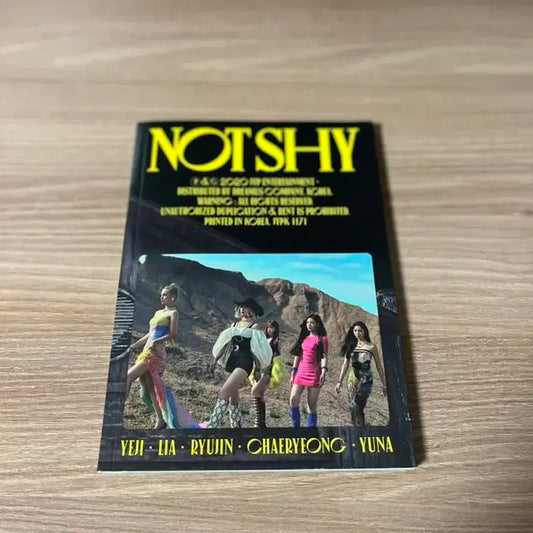 NOT SHY
℗ & © 2020 JYP ENTERTAINMENT.
DISTRIBUTED BY DREAMUS COMPANY, KOREA.
WARNING : ALL RIGHTS RESERVED.
UNAUTHORIZED DUPLICATION & RENT IS PROHIBITED.
PRINTED IN KOREA. JYPK 1171
YEJI • LIA • RYUJIN • CHAERYEONG • YUNA